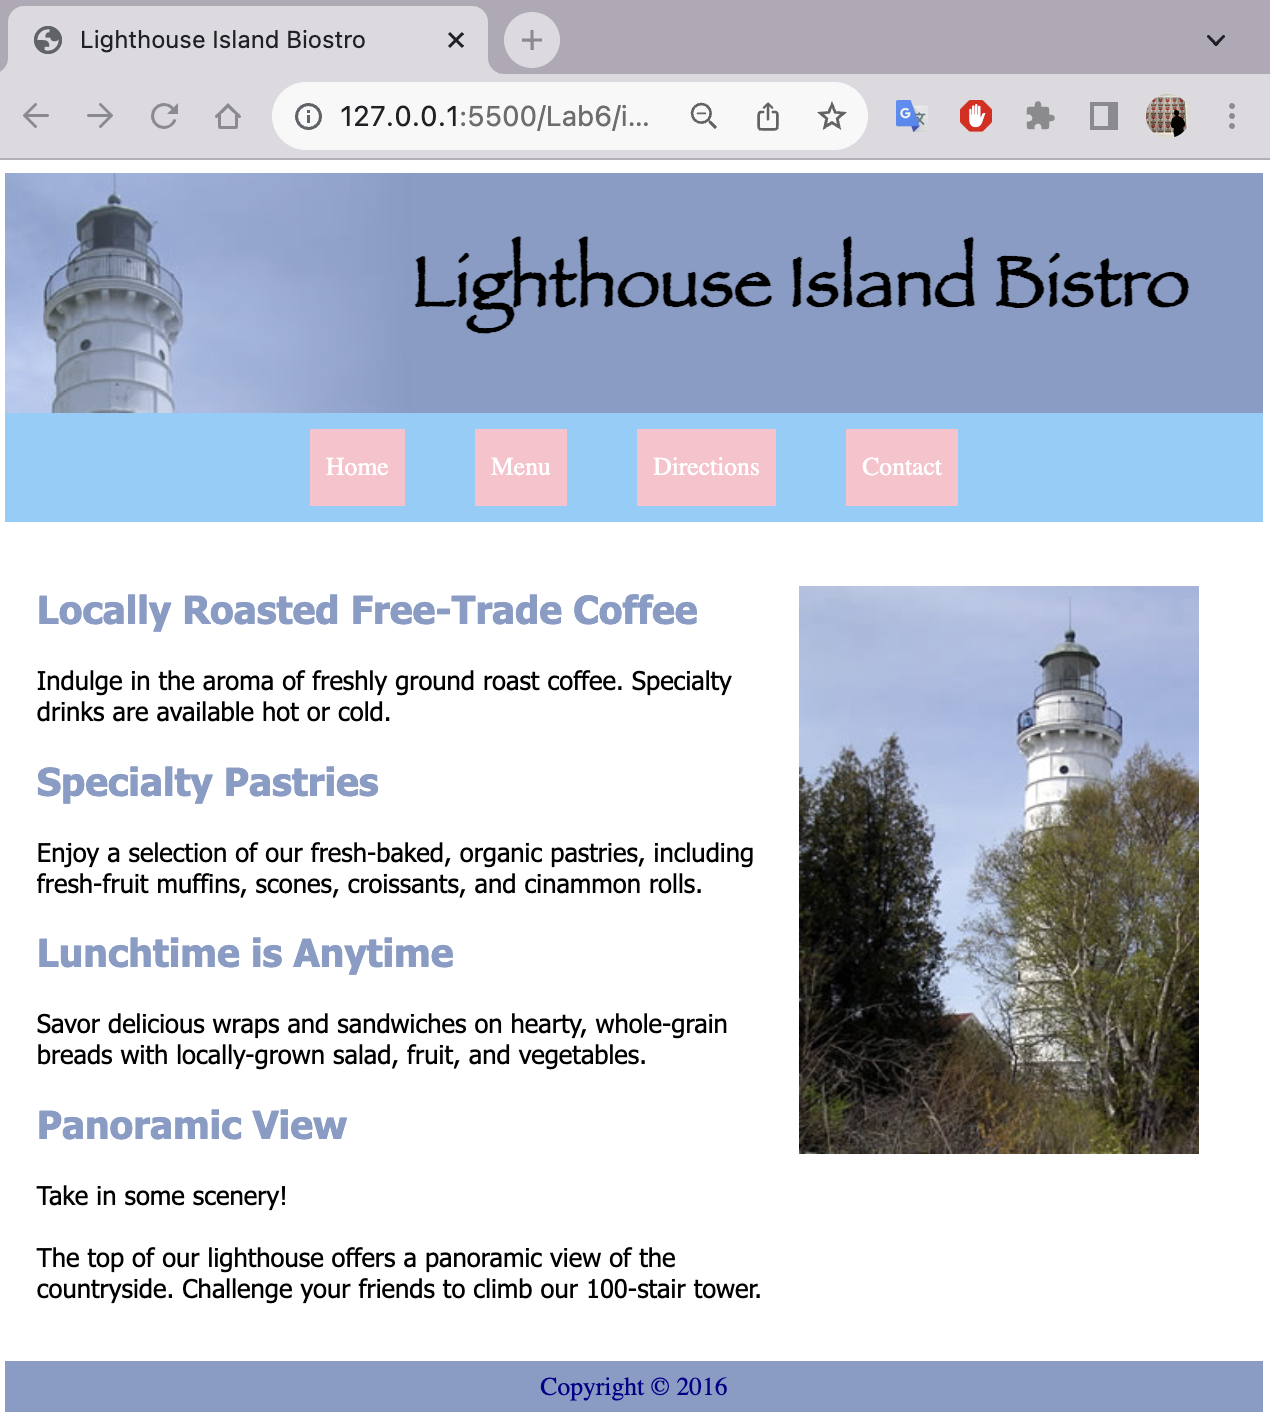 Lighthouse Island Biostro
127.0.0.1:5500/Lab6/i...
Lighthouse Island Bistro
Home Menu Directions Contact
Locally Roasted Free-Trade Coffee
Indulge in the aroma of freshly ground roast coffee. Specialty
drinks are available hot or cold.
Specialty Pastries
Enjoy a selection of our fresh-baked, organic pastries, including
fresh-fruit muffins, scones, croissants, and cinammon rolls.
Lunchtime is Anytime
Savor delicious wraps and sandwiches on hearty, whole-grain
breads with locally-grown salad, fruit, and vegetables.
Panoramic View
Take in some scenery!
The top of our lighthouse offers a panoramic view of the
countryside. Challenge your friends to climb our 100-stair tower.
Copyright © 2016